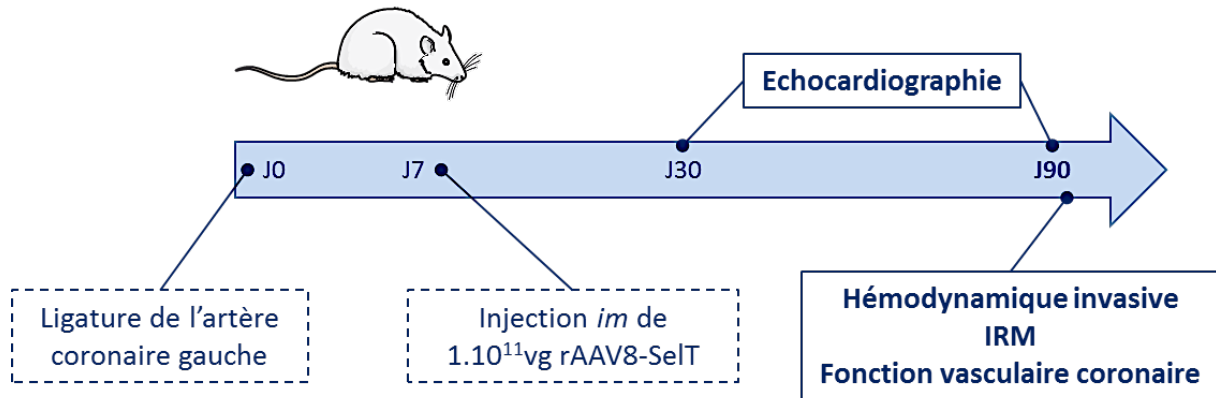 Echocardiographie
J0
J7
J30
J90
Ligature de l'artère
coronaire gauche
Injection im de
1.10¹¹vg rAAV8-SelT
Hémodynamique invasive
IRM
Fonction vasculaire coronaire